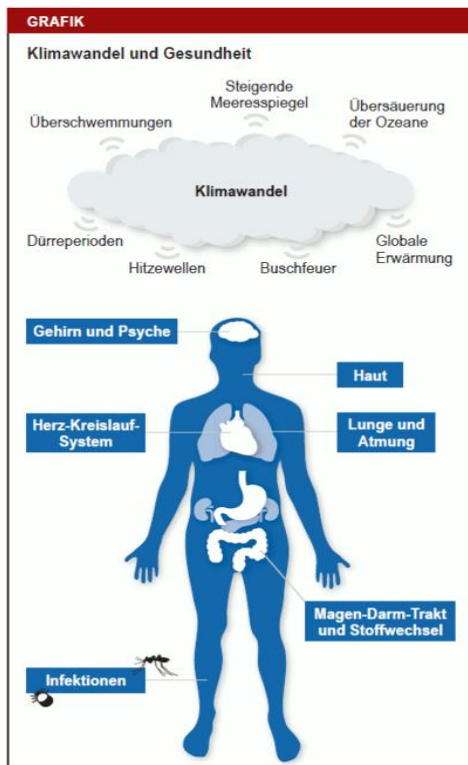 GRAFIK
Klimawandel und Gesundheit
Steigende
Meeresspiegel
Übersäuerung
der Ozeane
Überschwemmungen
Klimawandel
Dürreperioden
Hitzewellen
Buschfeuer
Globale
Erwärmung
Gehirn und Psyche
Haut
Herz-Kreislauf-
System
Lunge und
Atmung
Magen-Darm-Trakt
und Stoffwechsel
Infektionen